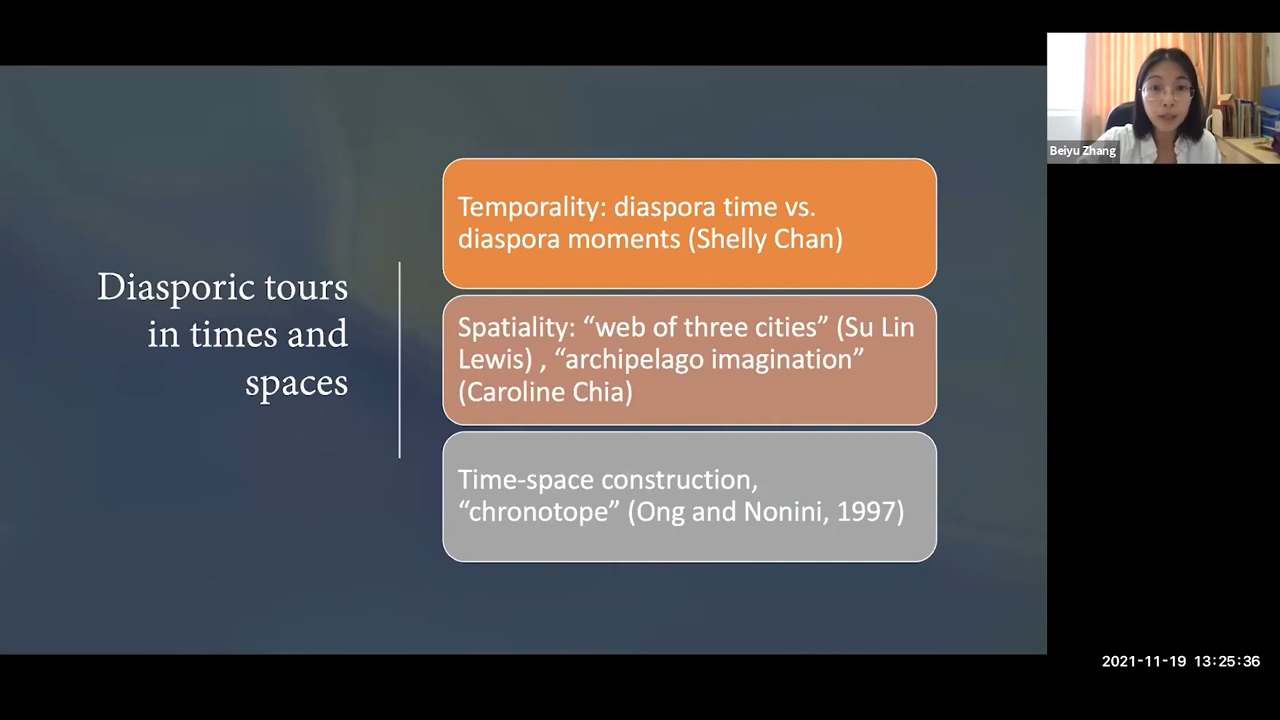 Diasporic tours
in times and
spaces
Temporality: diaspora time vs.
diaspora moments (Shelly Chan)
Spatiality: “web of three cities” (Su Lin
Lewis) , “archipelago imagination”
(Caroline Chia)
Time-space construction,
“chronotope” (Ong and Nonini, 1997)
Beiyu Zhang
2021-11-19 13:25:36